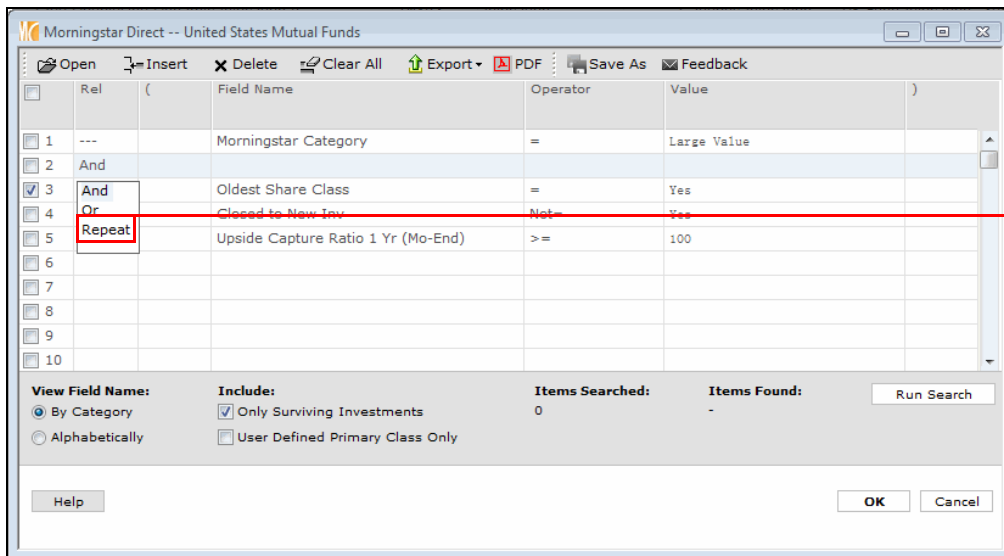 Morningstar Direct -- United States Mutual Funds
Open Insert Delete Clear All Export PDF Save As Feedback
Rel ( Field Name Operator Value )
1 --- Morningstar Category = Large Value
2 And
3 And Oldest Share Class = Yes
4 Or Closed to New Inv Not= Yes
5 Repeat Upside Capture Ratio 1 Yr (Mo-End) >= 100
6
7
8
9
10
View Field Name: Include: Items Searched: Items Found: Run Search
By Category Only Surviving Investments 0 -
Alphabetically User Defined Primary Class Only
Help OK Cancel